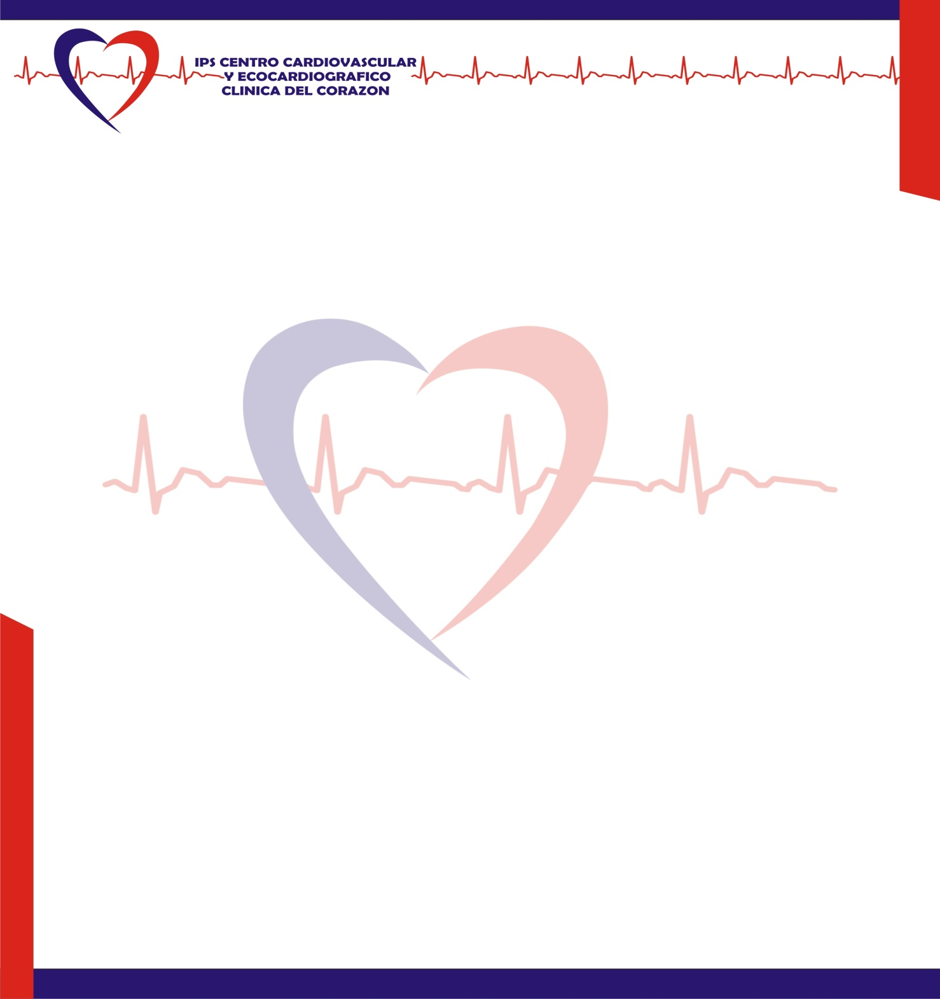 IPS CENTRO CARDIOVASCULAR
Y ECOCARDIOGRAFICO
CLINICA DEL CORAZON